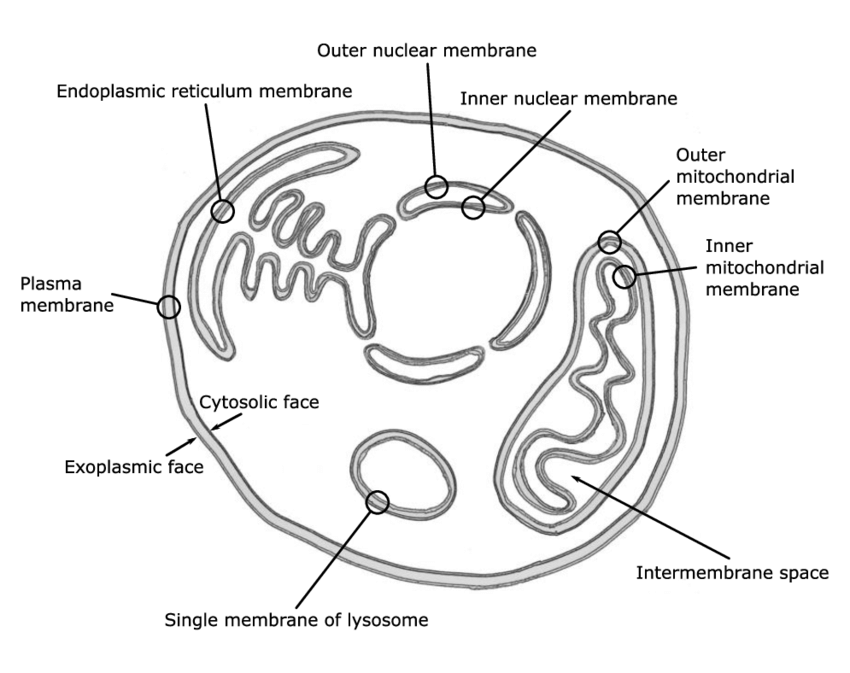 Outer nuclear membrane
Endoplasmic reticulum membrane
Inner nuclear membrane
Outer
mitochondrial
membrane
Inner
mitochondrial
membrane
Plasma
membrane
Cytosolic face
Exoplasmic face
Intermembrane space
Single membrane of lysosome